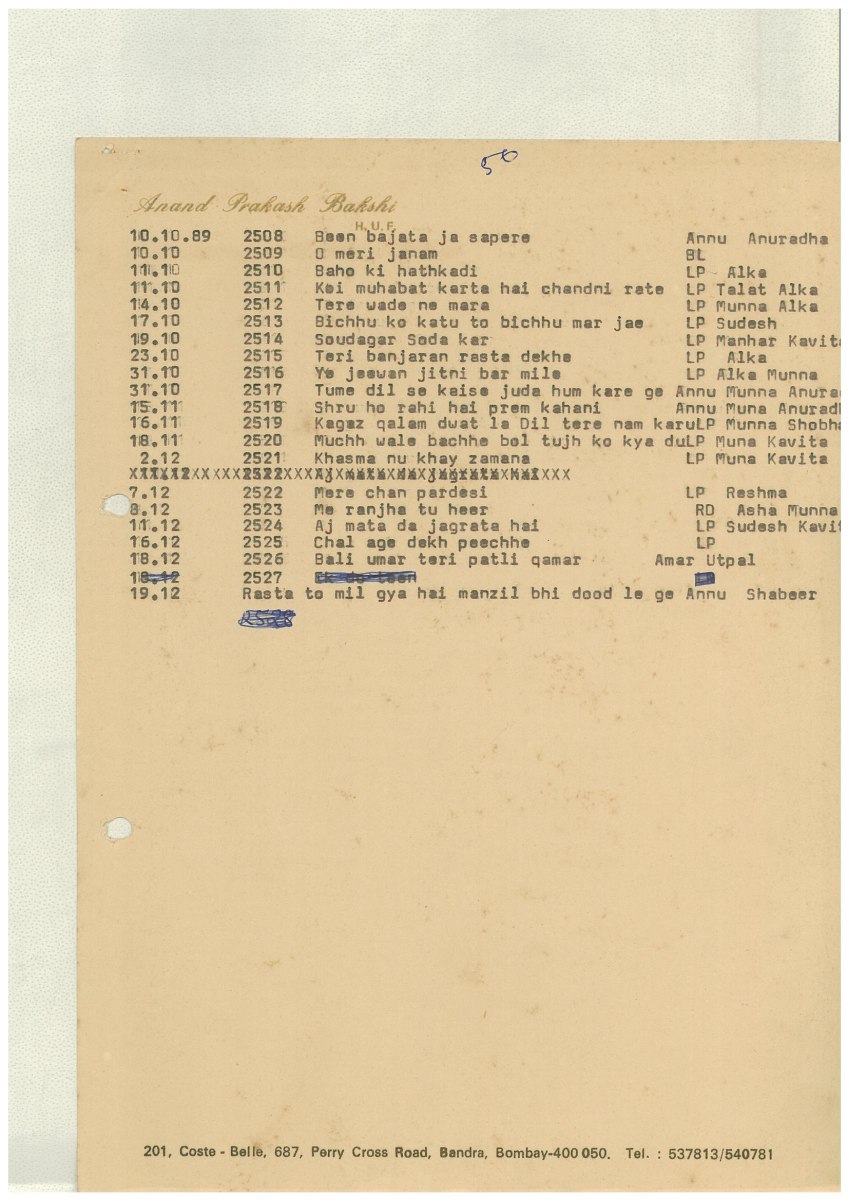 50
Anand Prakash Bakshi
H. U. F.
10.10.89 2508 Been bajata ja sapere Annu Anuradha
10.10 2509 O meri janam BL
11.10 2510 Baho ki hathkadi LP Alka
11.10 2511 Koi muhabat karta hai chandni rate LP Talat Alka
14.10 2512 Tere wade ne mara LP Munna Alka
17.10 2513 Bichhu ko katu to bichhu mar jae LP Sudesh
19.10 2514 Soudagar Soda kar LP Manhar Kavita
23.10 2515 Teri banjaran rasta dekhe LP Alka
31.10 2516 Ye jeewan jitni bar mile LP Alka Munna
31.10 2517 Tume dil se kaise juda hum kare ge Annu Munna Anura
15.11 2518 Shru ho rahi hai prem kahani Annu Muna Anurad
16.11 2519 Kagaz qalam dwat la Dil tere nam karuLP Munna Shobha
18.11 2520 Muchh wale bachhe bol tujh ko kya duLP Muna Kavita
2.12 2521 Khasma nu khay zamana LP Muna Kavita
2522 Aj mata da jagrata hai
7.12 2522 Mere chan pardesi LP Reshma
8.12 2523 Me ranjha tu heer RD Asha Munna
11.12 2524 Aj mata da jagrata hai LP Sudesh Kavit
16.12 2525 Chal age dekh peechhe LP
18.12 2526 Bali umar teri patli qamar Amar Utpal
18.12 2527 Ek do teen
19.12 Rasta to mil gya hai manzil bhi dood le ge Annu Shabeer
201, Coste - Belle, 687, Perry Cross Road, Bandra, Bombay-400 050. Tel. : 537813/540781